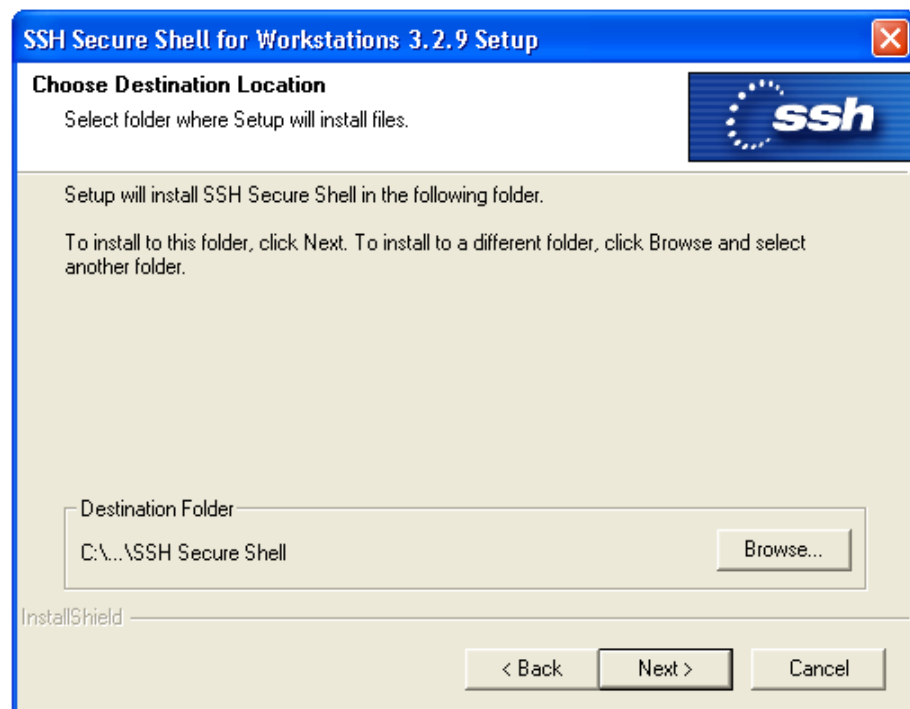 SSH Secure Shell for Workstations 3.2.9 Setup
Choose Destination Location
Select folder where Setup will install files.
ssh
Setup will install SSH Secure Shell in the following folder.
To install to this folder, click Next. To install to a different folder, click Browse and select
another folder.
Destination Folder
C:\...\SSH Secure Shell
Browse...
InstallShield
< Back
Next >
Cancel